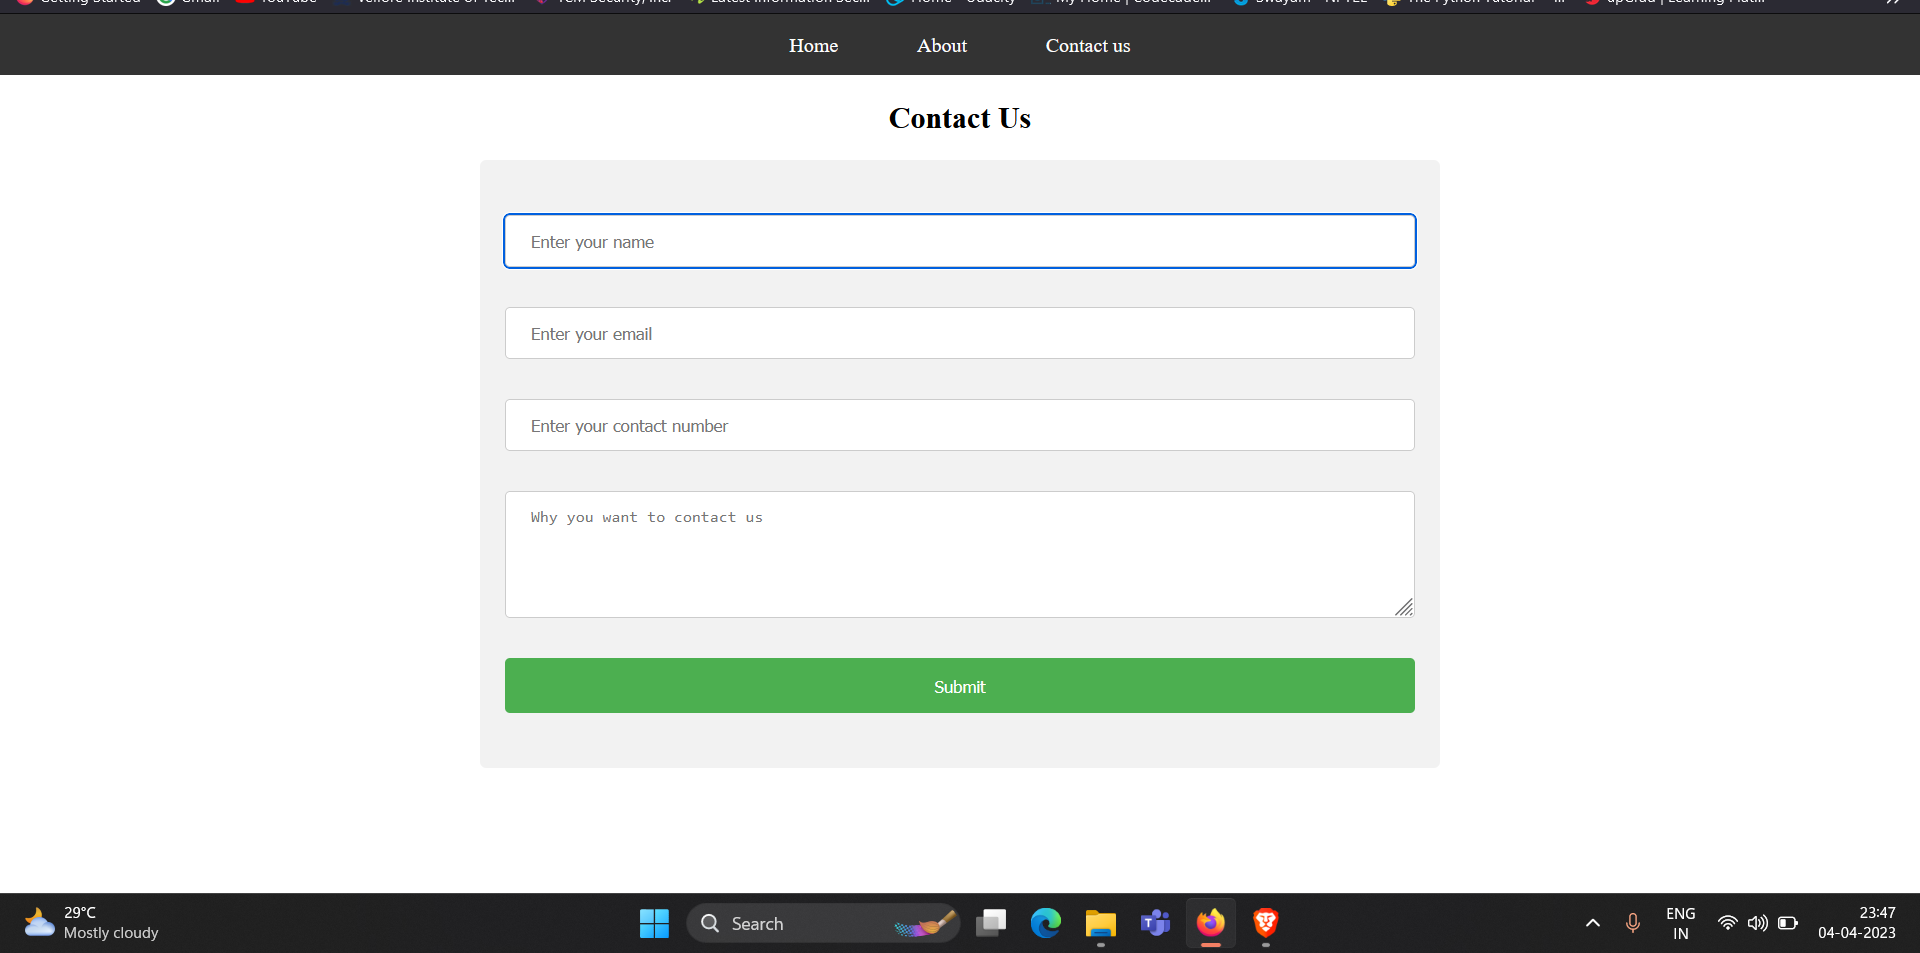 Home About Contact us
Contact Us
Enter your name
Enter your email
Enter your contact number
Why you want to contact us
Submit
29°C
Mostly cloudy
Search
ENG
IN
23:47
04-04-2023